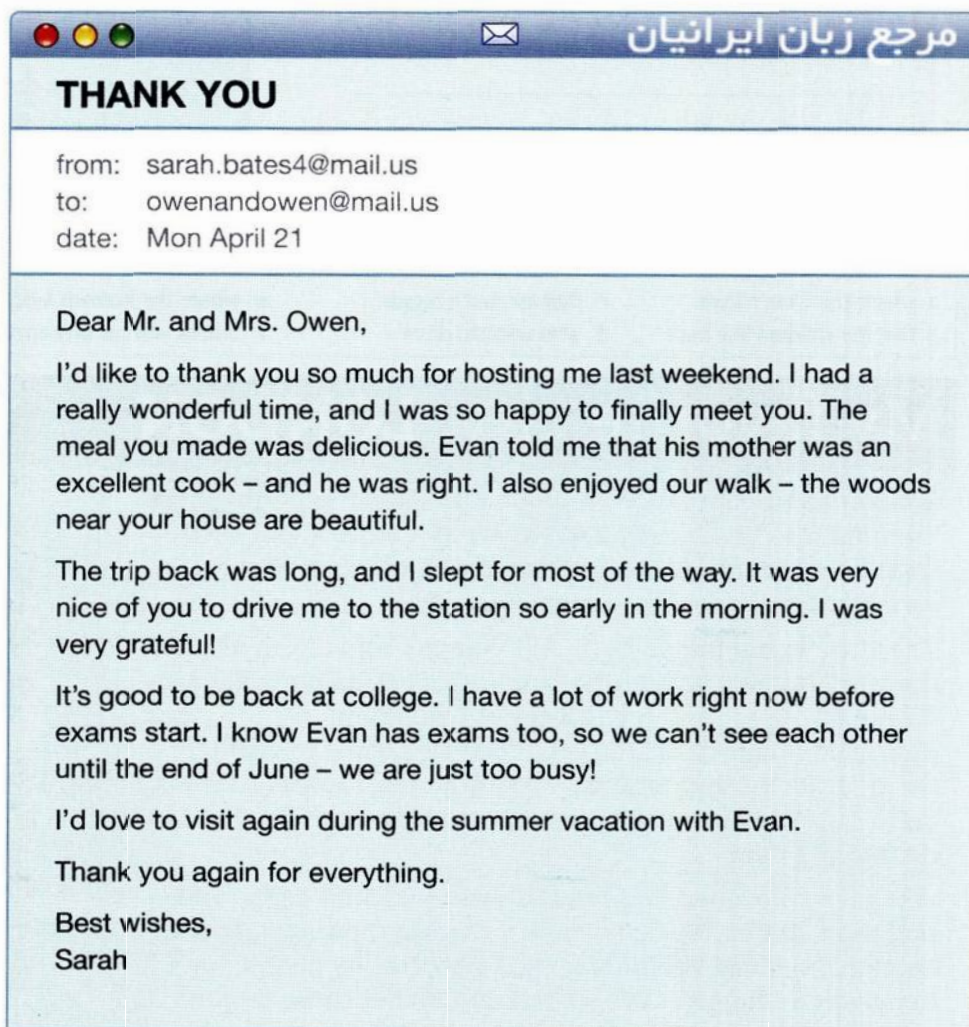 مرجع زبان ایرانیان
THANK YOU
from: sarah.bates4@mail.us
to: owenandowen@mail.us
date: Mon April 21
Dear Mr. and Mrs. Owen,
I'd like to thank you so much for hosting me last weekend. I had a
really wonderful time, and I was so happy to finally meet you. The
meal you made was delicious. Evan told me that his mother was an
excellent cook – and he was right. I also enjoyed our walk – the woods
near your house are beautiful.
The trip back was long, and I slept for most of the way. It was very
nice of you to drive me to the station so early in the morning. I was
very grateful!
It's good to be back at college. I have a lot of work right now before
exams start. I know Evan has exams too, so we can't see each other
until the end of June – we are just too busy!
I'd love to visit again during the summer vacation with Evan.
Thank you again for everything.
Best wishes,
Sarah